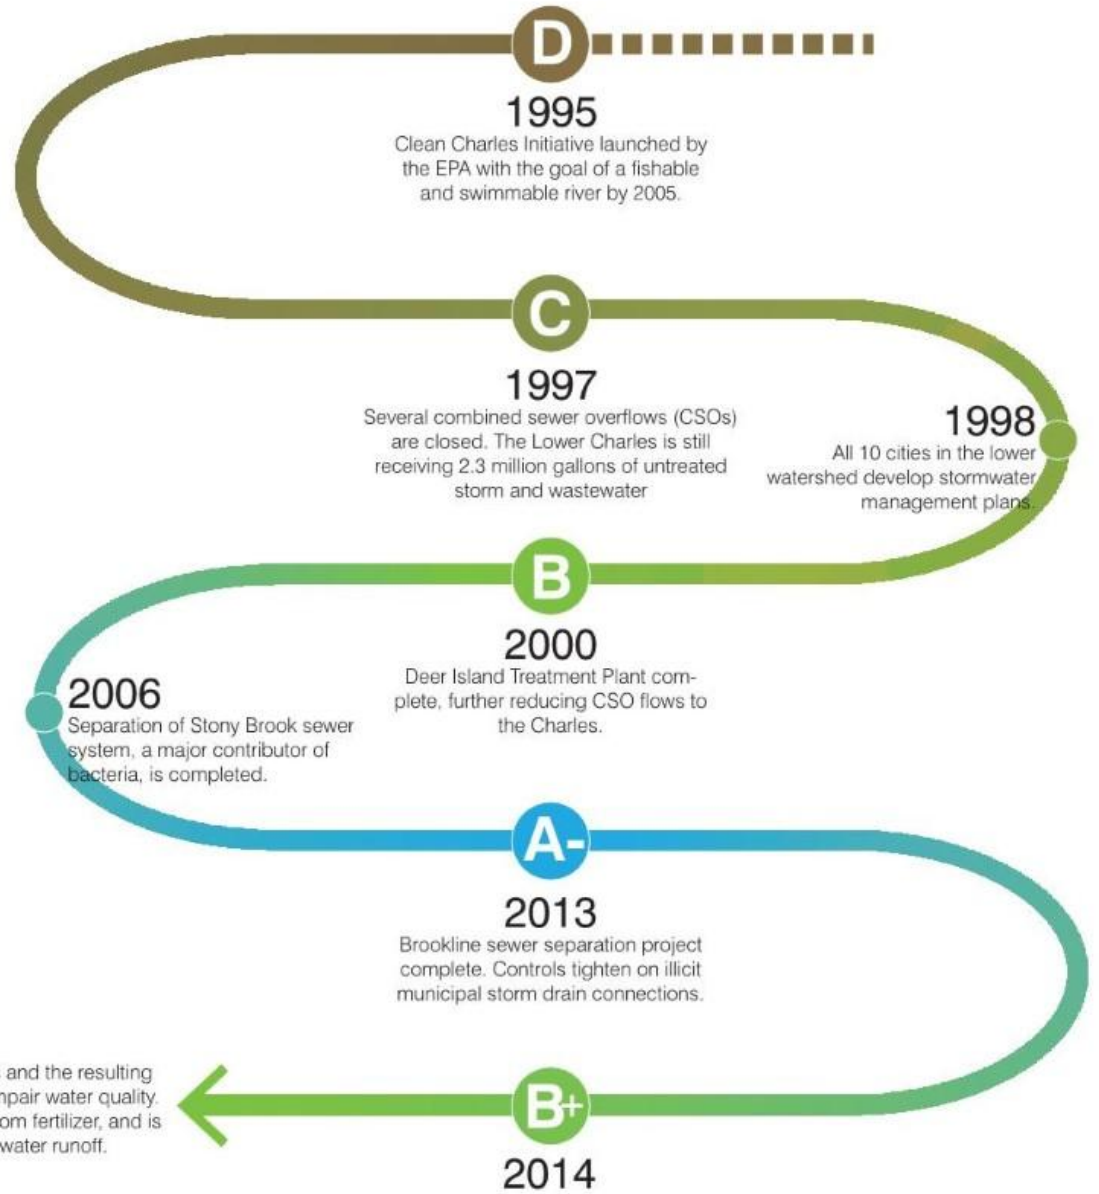 D
1995
Clean Charles Initiative launched by
the EPA with the goal of a fishable
and swimmable river by 2005.
C
1997
Several combined sewer overflows (CSOs)
are closed. The Lower Charles is still
receiving 2.3 million gallons of untreated
storm and wastewater
1998
All 10 cities in the lower
watershed develop stormwater
management plans.
B
2000
Deer Island Treatment Plant com-
plete, further reducing CSO flows to
the Charles.
2006
Separation of Stony Brook sewer
system, a major contributor of
bacteria, is completed.
A-
2013
Brookline sewer separation project
complete. Controls tighten on illicit
municipal storm drain connections.
and the resulting
water quality.
fertilizer, and is
water runoff.
B+
2014